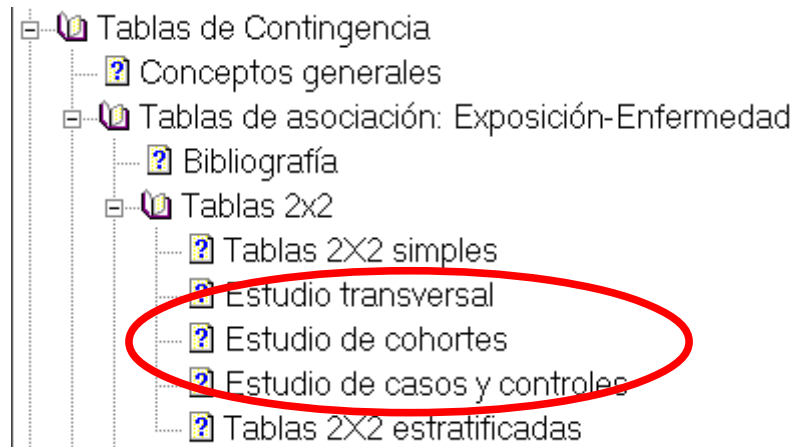 Tablas de Contingencia
Conceptos generales
Tablas de asociación: Exposición-Enfermedad
Bibliografía
Tablas 2x2
Tablas 2X2 simples
Estudio transversal
Estudio de cohortes
Estudio de casos y controles
Tablas 2X2 estratificadas